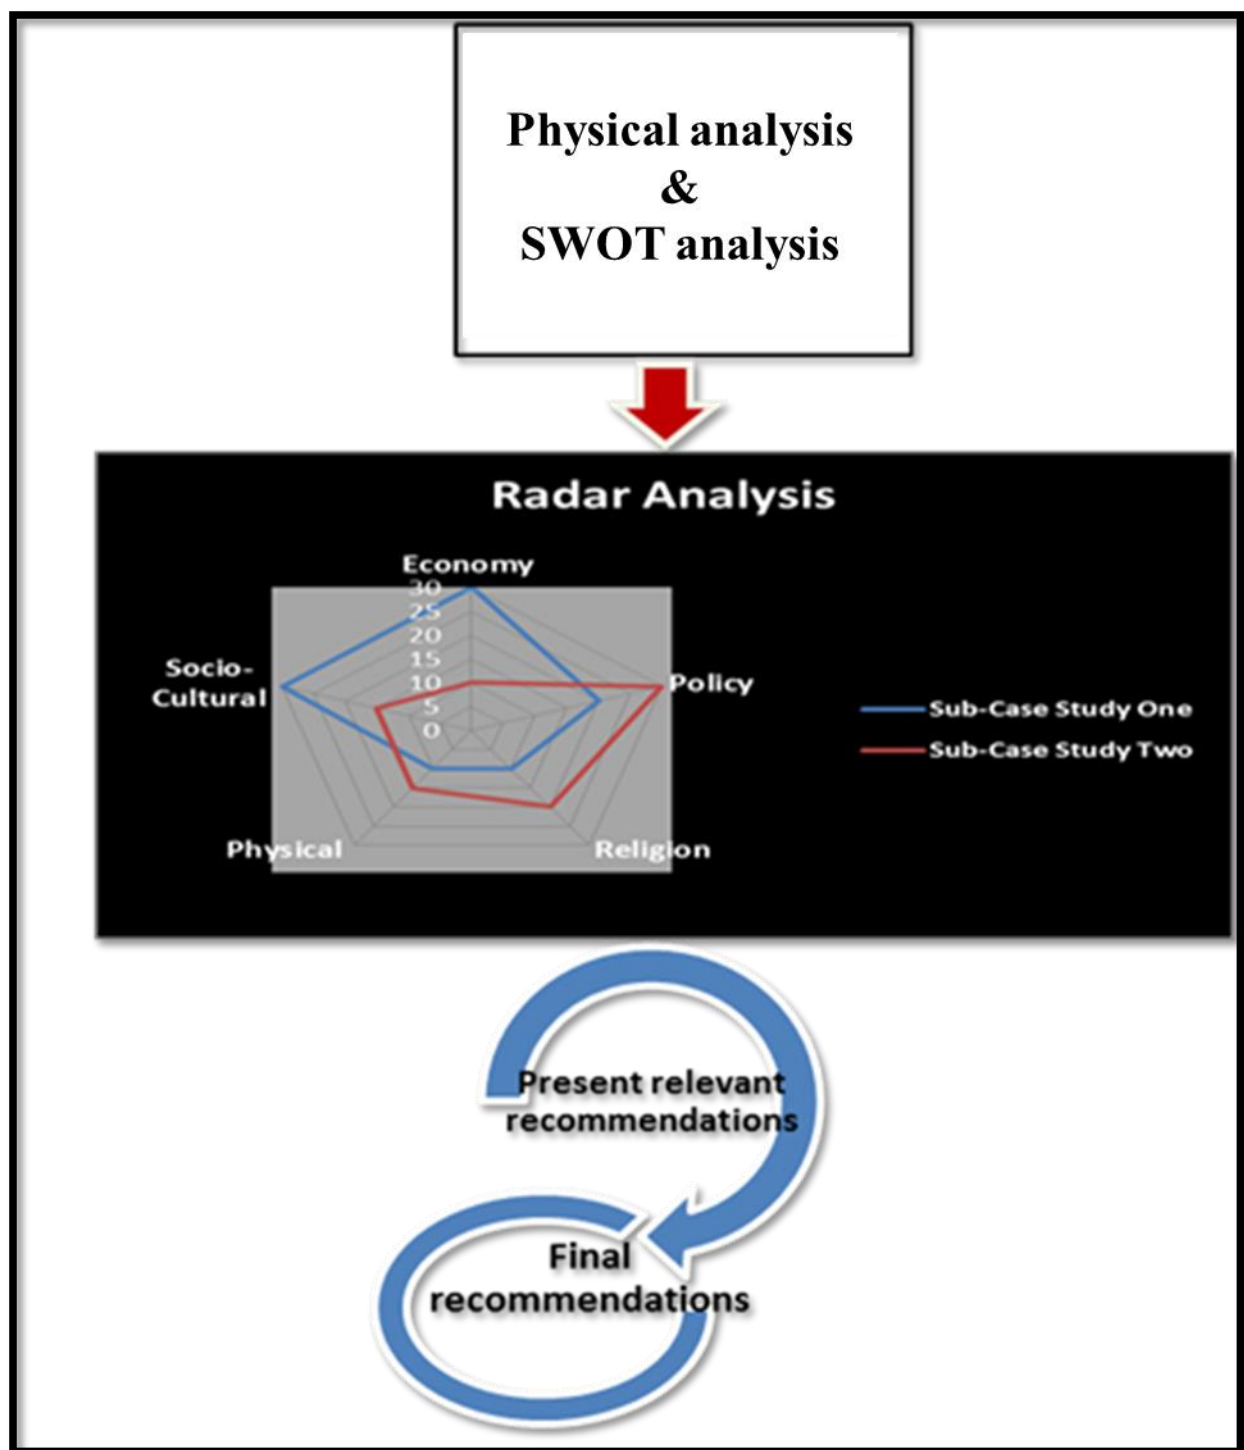 Physical analysis
&
SWOT analysis
Radar Analysis
Economy
30
25
20
15
10
5
0
Socio-
Cultural
Policy
Physical
Religion
Sub-Case Study One
Sub-Case Study Two
Present relevant
recommendations
Final
recommendations